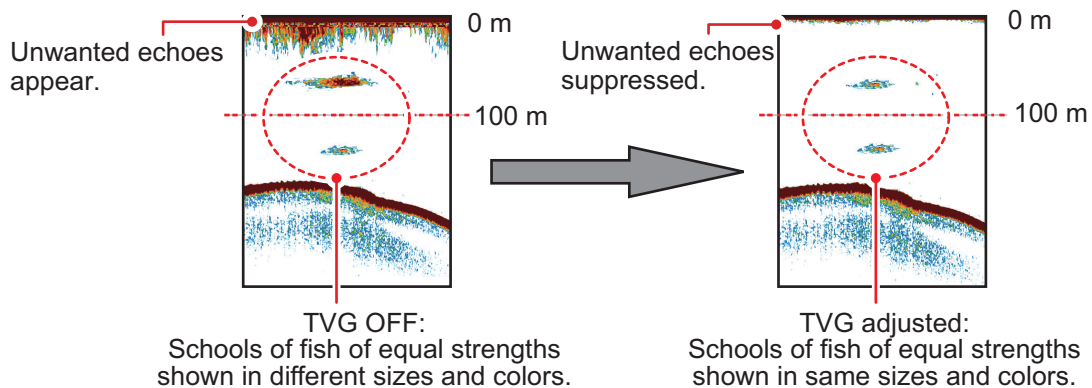 0 m
Unwanted echoes
appear.
100 m
TVG OFF:
Schools of fish of equal strengths
shown in different sizes and colors.
0 m
Unwanted echoes
suppressed.
100 m
TVG adjusted:
Schools of fish of equal strengths
shown in same sizes and colors.